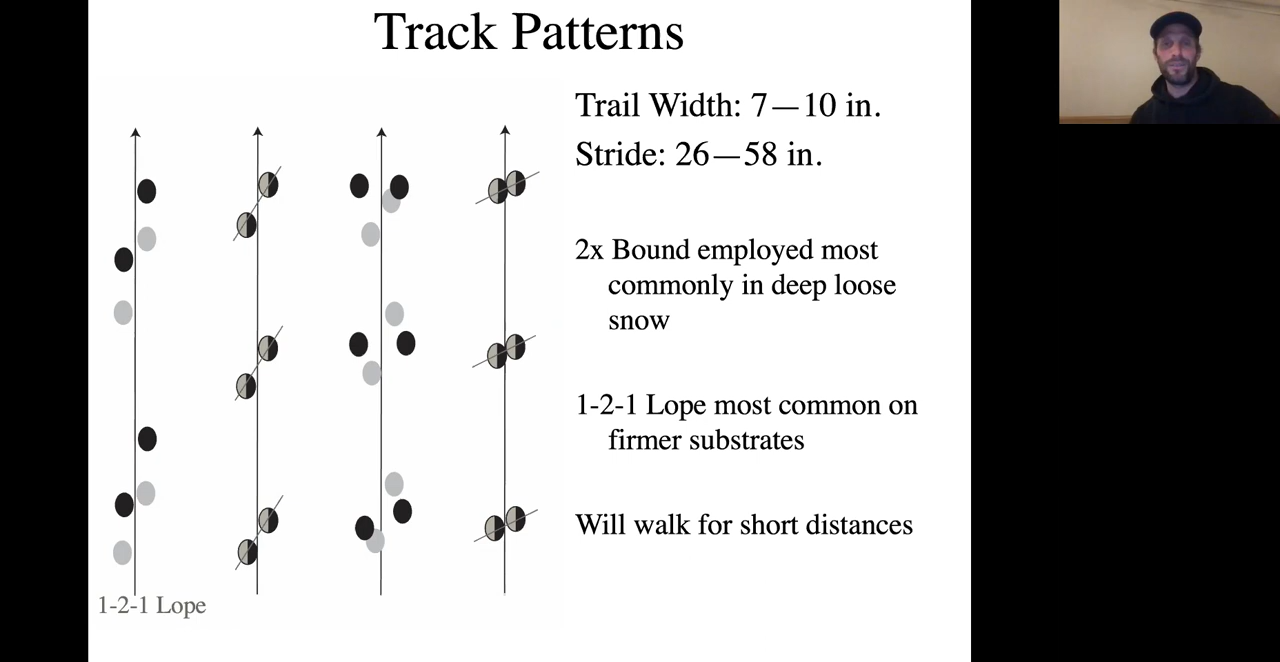 Track Patterns
Trail Width: 7—10 in.
Stride: 26—58 in.
2x Bound employed most
commonly in deep loose
snow
1-2-1 Lope most common on
firmer substrates
Will walk for short distances
1-2-1 Lope